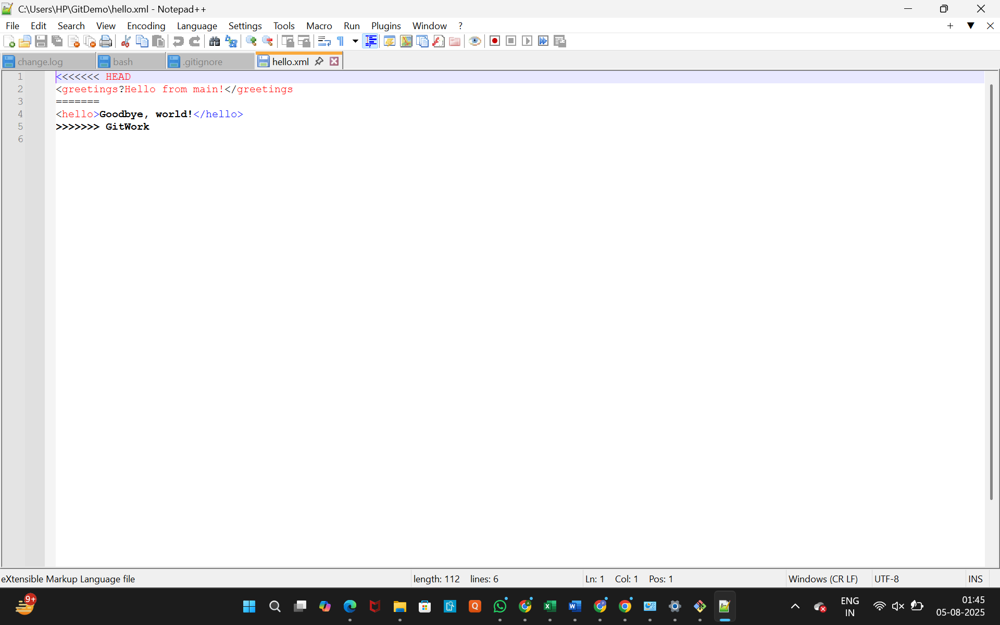 C:\Users\HP\GitDemo\hello.xml - Notepad++
File Edit Search View Encoding Language Settings Tools Macro Run Plugins Window ?
change.log bash .gitignore hello.xml
1 <<<<<<< HEAD
2 <greetings?Hello from main!</greetings
3 =======
4 <hello>Goodbye, world!</hello>
5 >>>>>>> GitWork
6
eXtensible Markup Language file length: 112 lines: 6 Ln: 1 Col: 1 Pos: 1 Windows (CR LF) UTF-8 INS
9+ ENG 01:45
IN 05-08-2025